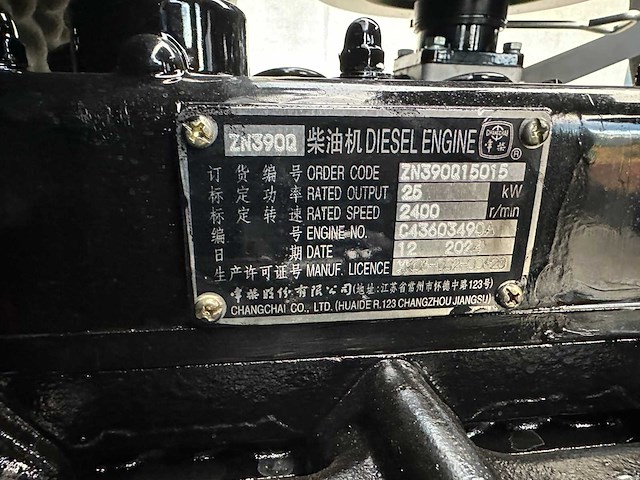 ZN390Q 柴油机 DIESEL ENGINE 常柴 ®
订货编号 ORDER CODE ZN390Q15015
标定功率 RATED OUTPUT 25 kW
标定转速 RATED SPEED 2400 r/min
编号 ENGINE NO.
日期 DATE 12
生产许可证号 MANUF. LICENCE
常柴股份有限公司(地址:江苏省常州市怀德中路123号)
CHANGCHAI CO., LTD. (HUAIDE R,123 CHANGZHOU JIANGSU)